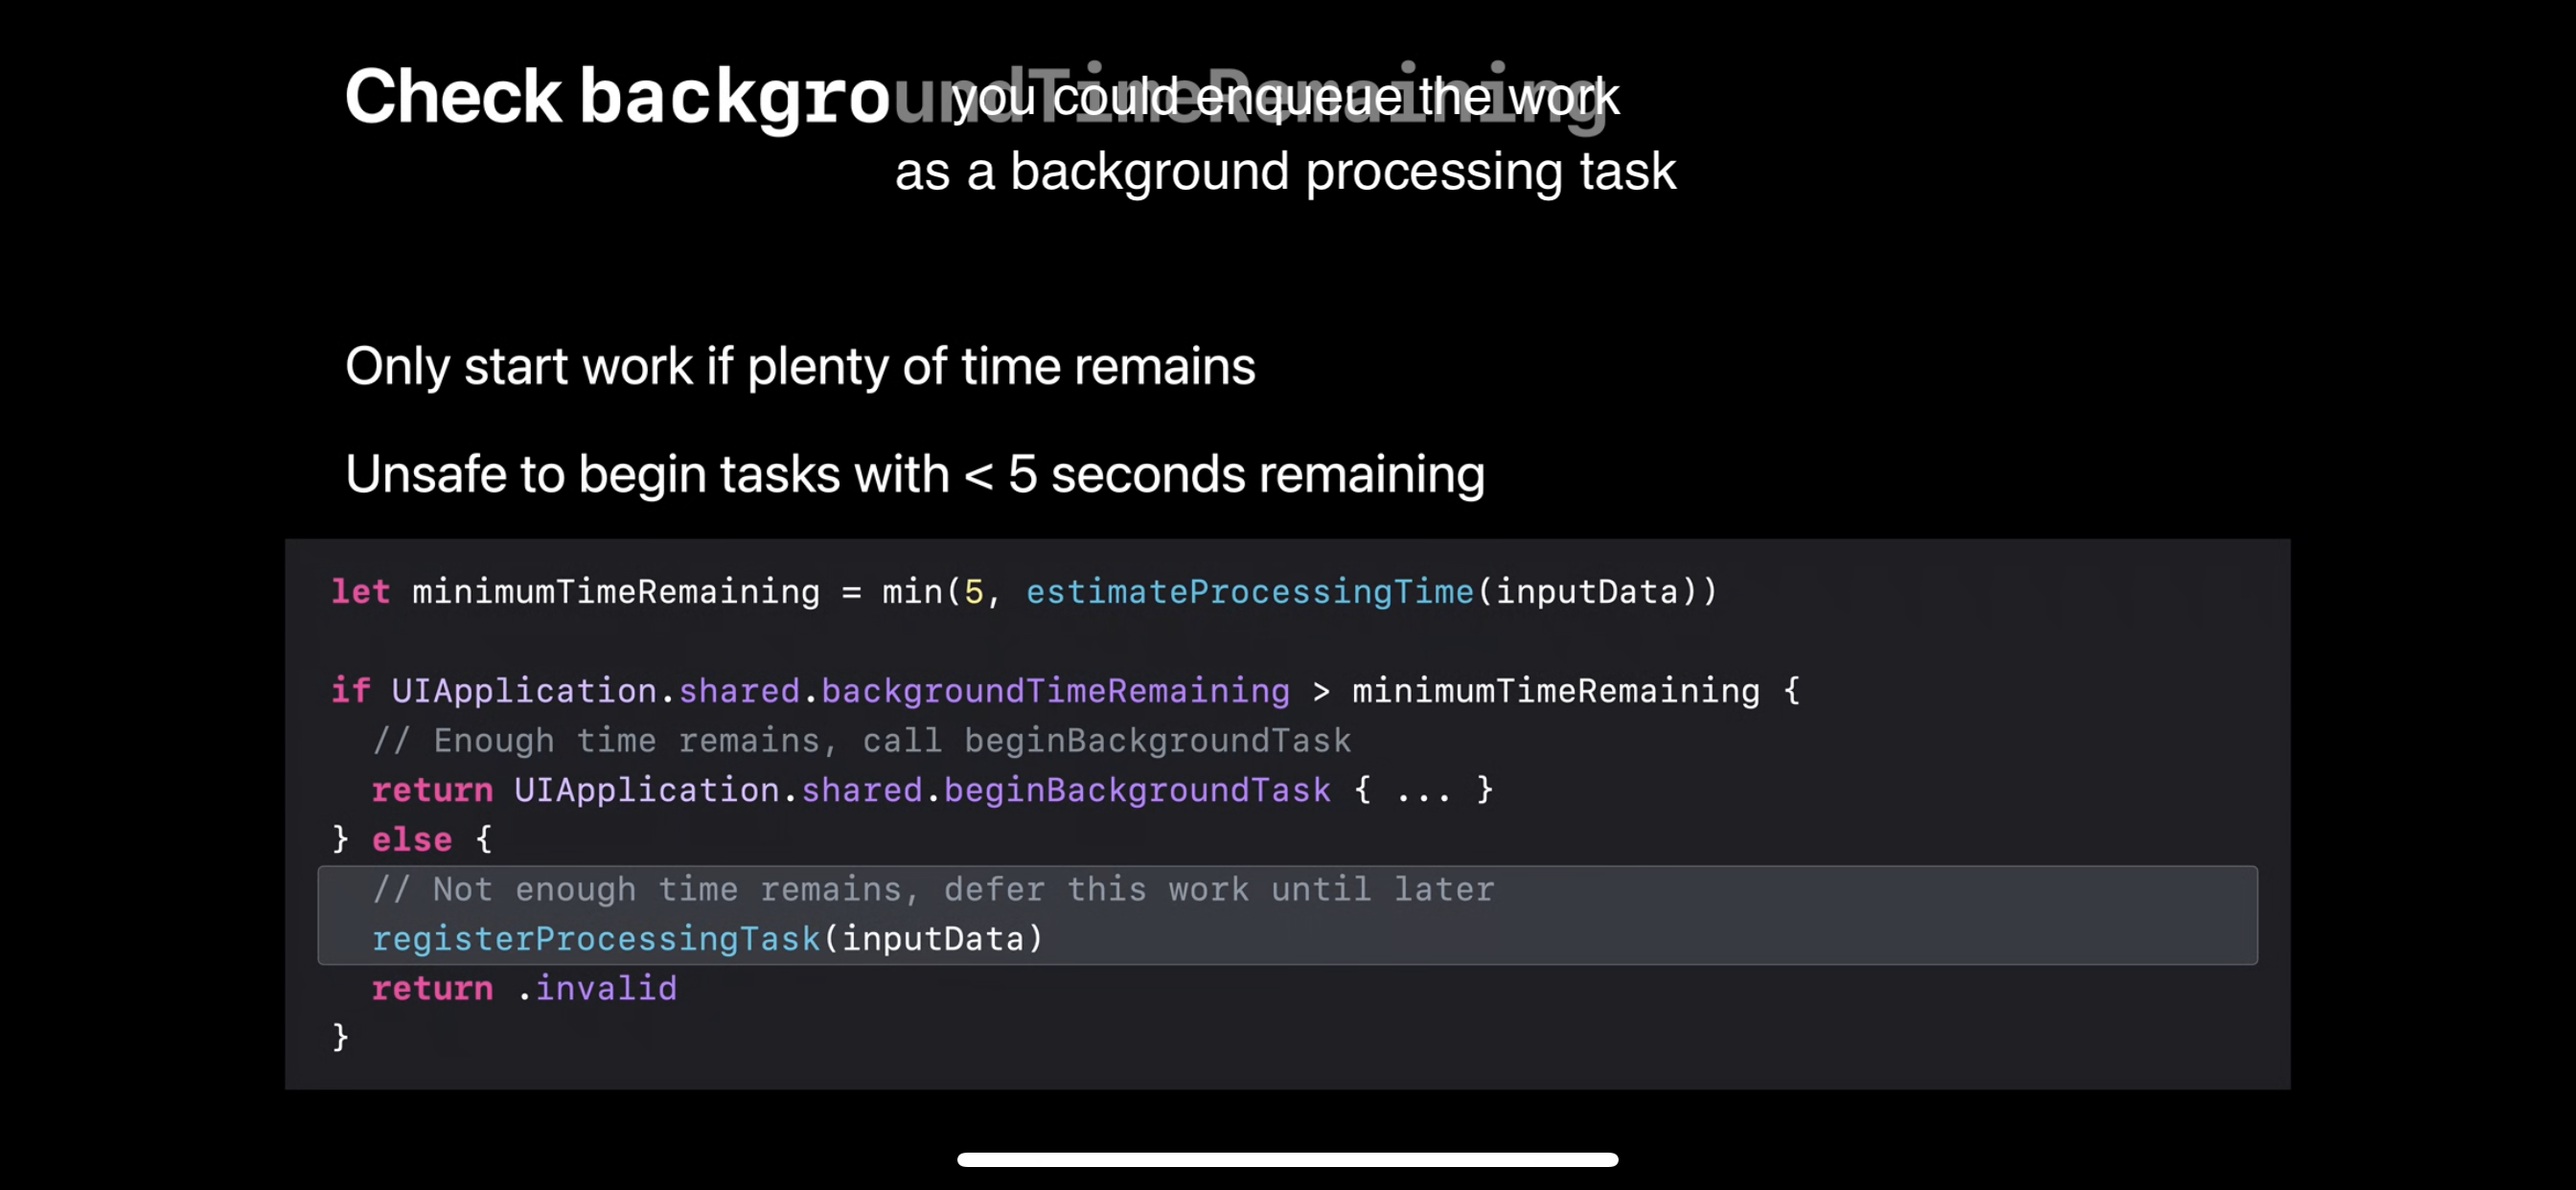 Check backgroundTimeRemaining
you could enqueue the work
as a background processing task
Only start work if plenty of time remains
Unsafe to begin tasks with < 5 seconds remaining
let minimumTimeRemaining = min(5, estimateProcessingTime(inputData))
if UIApplication.shared.backgroundTimeRemaining > minimumTimeRemaining {
  // Enough time remains, call beginBackgroundTask
  return UIApplication.shared.beginBackgroundTask { ... }
} else {
  // Not enough time remains, defer this work until later
  registerProcessingTask(inputData)
  return .invalid
}